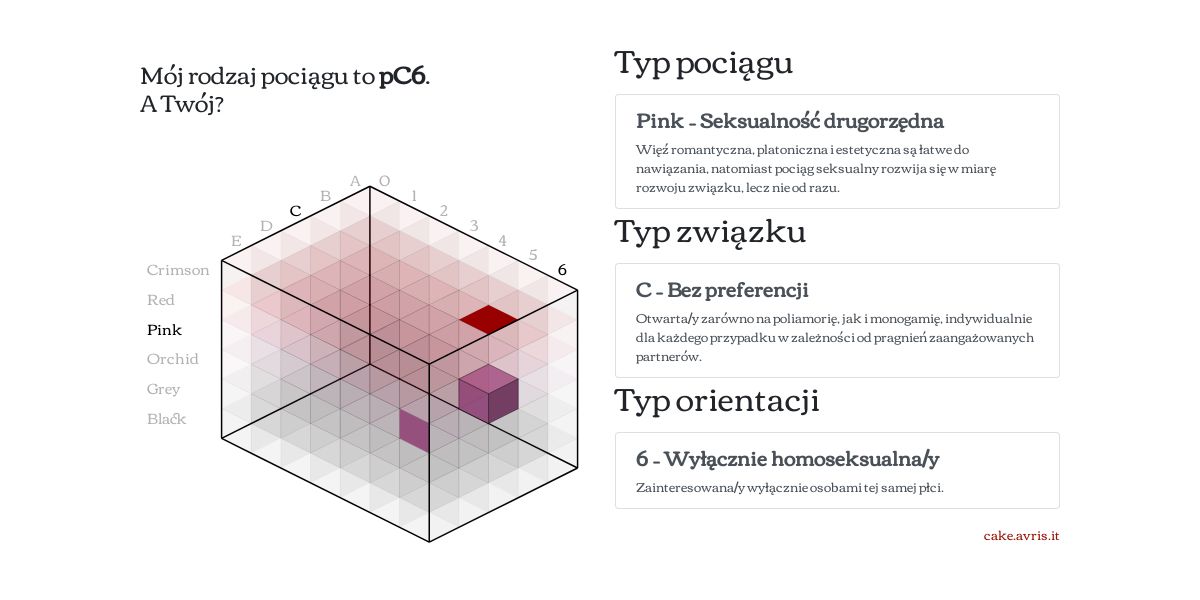 Mój rodzaj pociągu to pC6.
A Twój?
A 0
B 1
C 2
D 3
E 4
5
6
Crimson
Red
Pink
Orchid
Grey
Black
Typ pociągu
Pink – Seksualność drugorzędna
Więź romantyczna, platoniczna i estetyczna są łatwe do
nawiązania, natomiast pociąg seksualny rozwija się w miarę
rozwoju związku, lecz nie od razu.
Typ związku
C – Bez preferencji
Otwarta/y zarówno na poliamorię, jak i monogamię, indywidualnie
dla każdego przypadku w zależności od pragnień zaangażowanych
partnerów.
Typ orientacji
6 – Wyłącznie homoseksualna/y
Zainteresowana/y wyłącznie osobami tej samej płci.
cake.avris.it